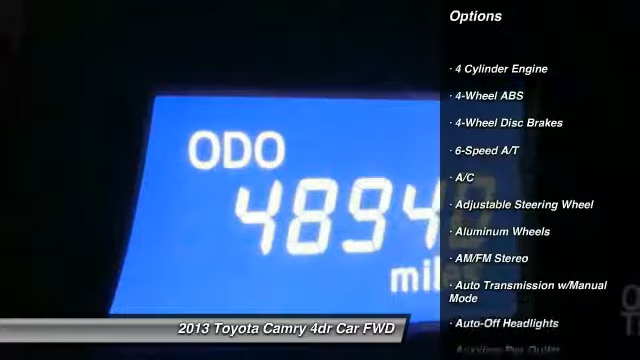 Options
· 4 Cylinder Engine
· 4-Wheel ABS
· 4-Wheel Disc Brakes
· 6-Speed A/T
· A/C
· Adjustable Steering Wheel
· Aluminum Wheels
· AM/FM Stereo
· Auto Transmission w/Manual
Mode
· Auto-Off Headlights
ODO
miles
2013 Toyota Camry 4dr Car FWD